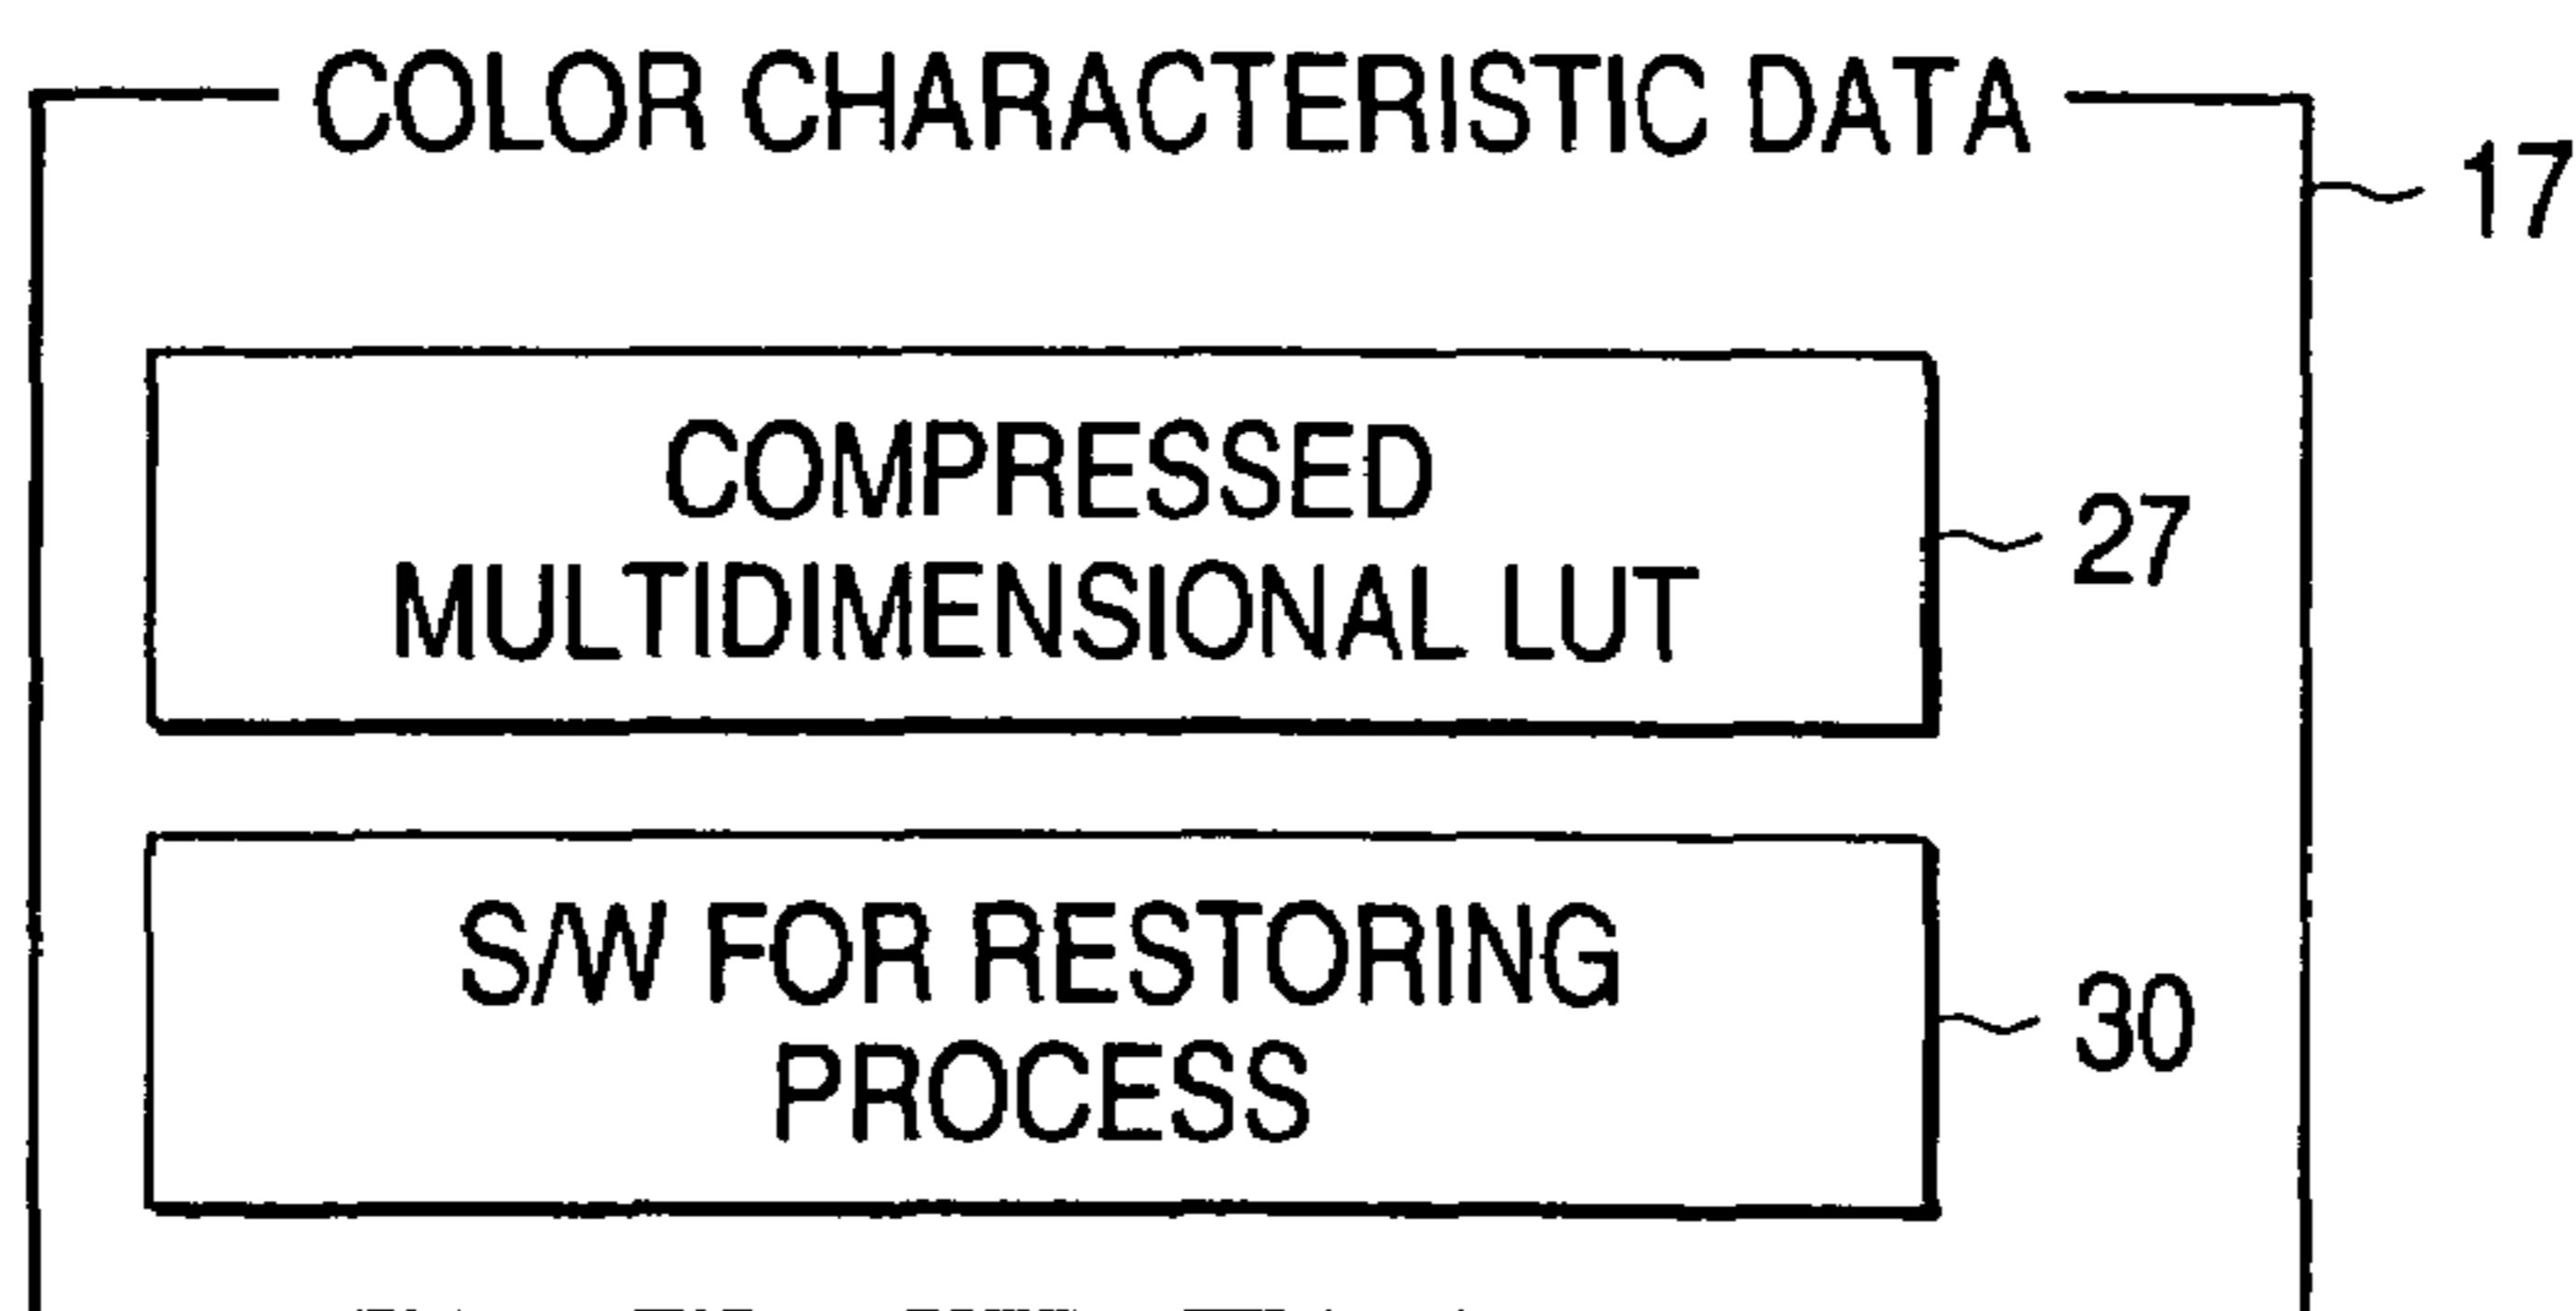 COLOR CHARACTERISTIC DATA
17
COMPRESSED
MULTIDIMENSIONAL LUT
27
S/W FOR RESTORING
PROCESS
30